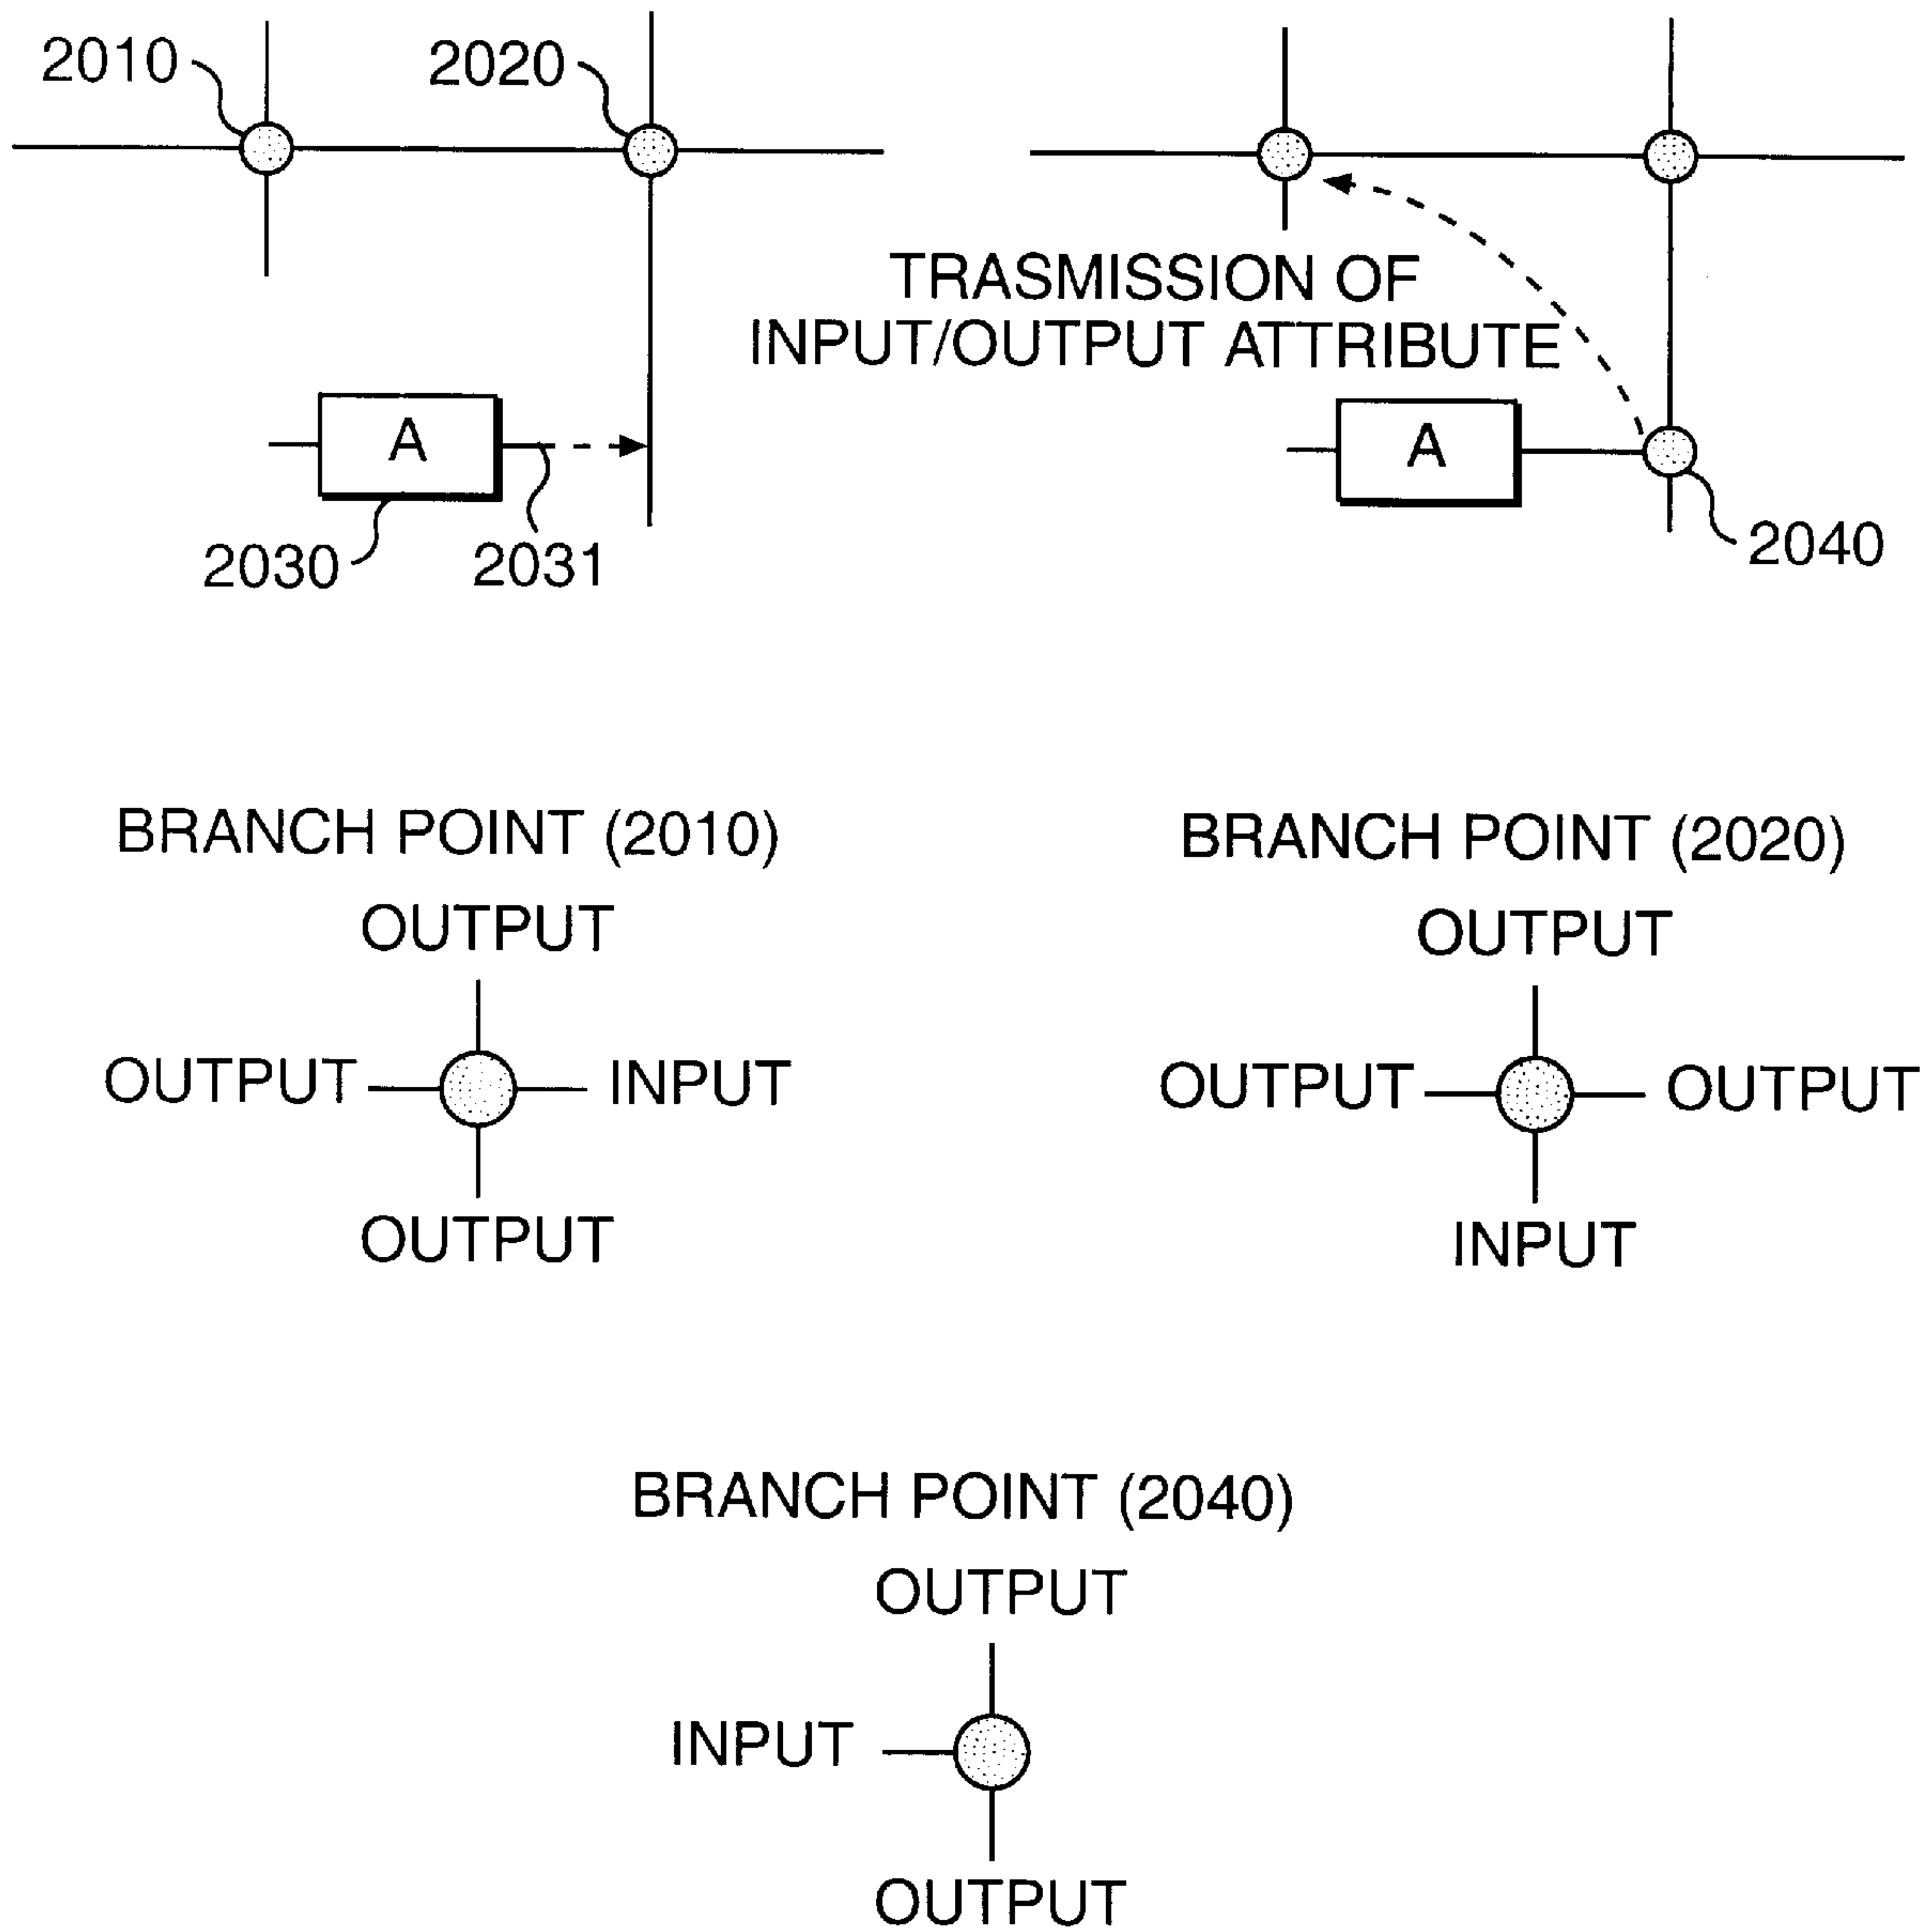 2010
2020
TRASMISSION OF
INPUT/OUTPUT ATTRIBUTE
A
A
2030
2031
2040
BRANCH POINT (2010)
OUTPUT
OUTPUT
INPUT
OUTPUT
BRANCH POINT (2020)
OUTPUT
OUTPUT
OUTPUT
INPUT
BRANCH POINT (2040)
OUTPUT
INPUT
OUTPUT